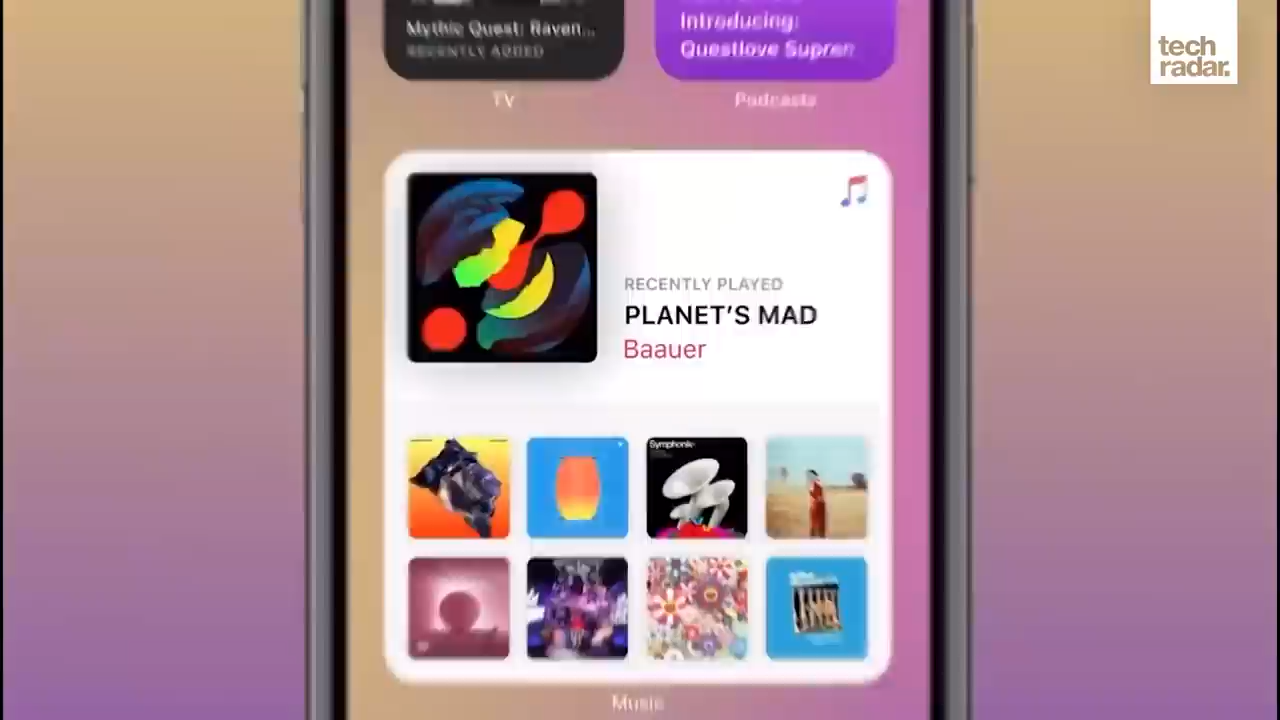 tech
radar.
Mythic Quest: Raven...
RECENTLY ADDED
Introducing:
Questlove Suprem
TV
Podcasts
RECENTLY PLAYED
PLANET'S MAD
Baauer
Symphonic
Music